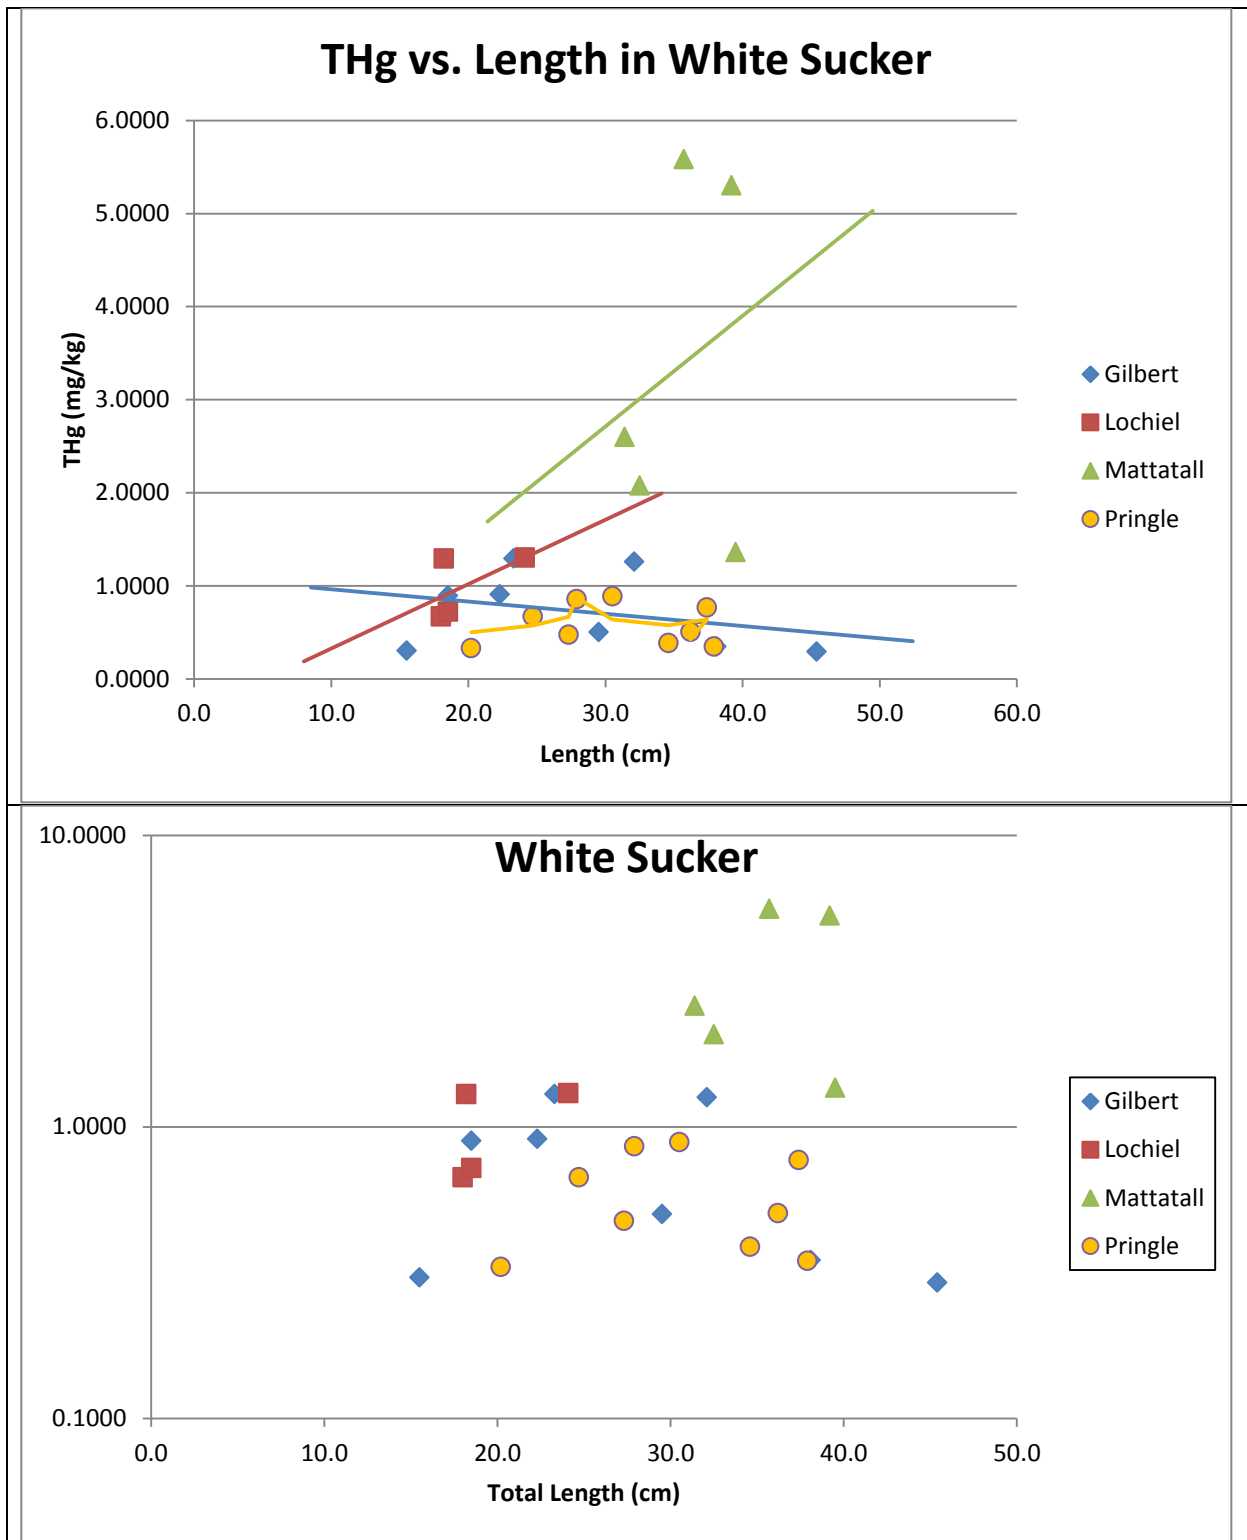 THg vs. Length in White Sucker
6.0000
5.0000
4.0000
3.0000
2.0000
1.0000
0.0000
THg (mg/kg)
0.0 10.0 20.0 30.0 40.0 50.0 60.0
Length (cm)
Gilbert
Lochiel
Mattatall
Pringle
White Sucker
10.0000
1.0000
0.1000
0.0 10.0 20.0 30.0 40.0 50.0
Total Length (cm)
Gilbert
Lochiel
Mattatall
Pringle